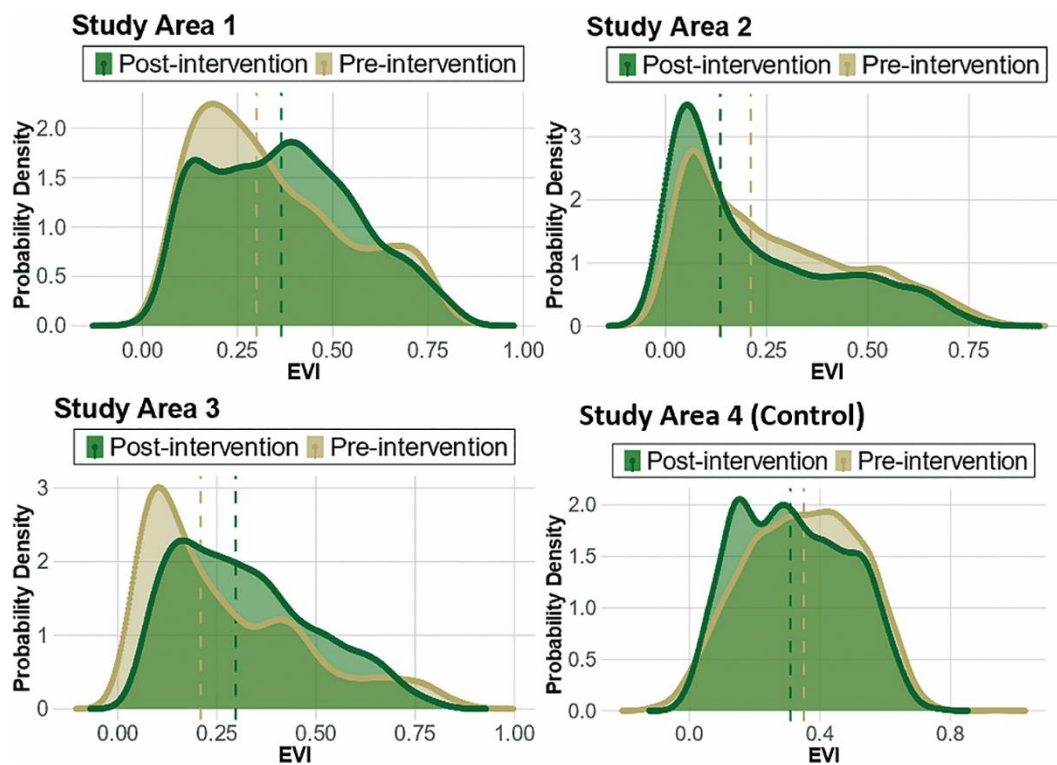 Study Area 1
Post-intervention Pre-intervention
Probability Density
2.0
1.5
1.0
0.5
0.0
0.00 0.25 0.50 0.75 1.00
EVI
Study Area 2
Post-intervention Pre-intervention
Probability Density
3
2
1
0
0.00 0.25 0.50 0.75
EVI
Study Area 3
Post-intervention Pre-intervention
Probability Density
3
2
1
0
0.00 0.25 0.50 0.75 1.00
EVI
Study Area 4 (Control)
Post-intervention Pre-intervention
Probability Density
2.0
1.5
1.0
0.5
0.0
0.0 0.4 0.8
EVI